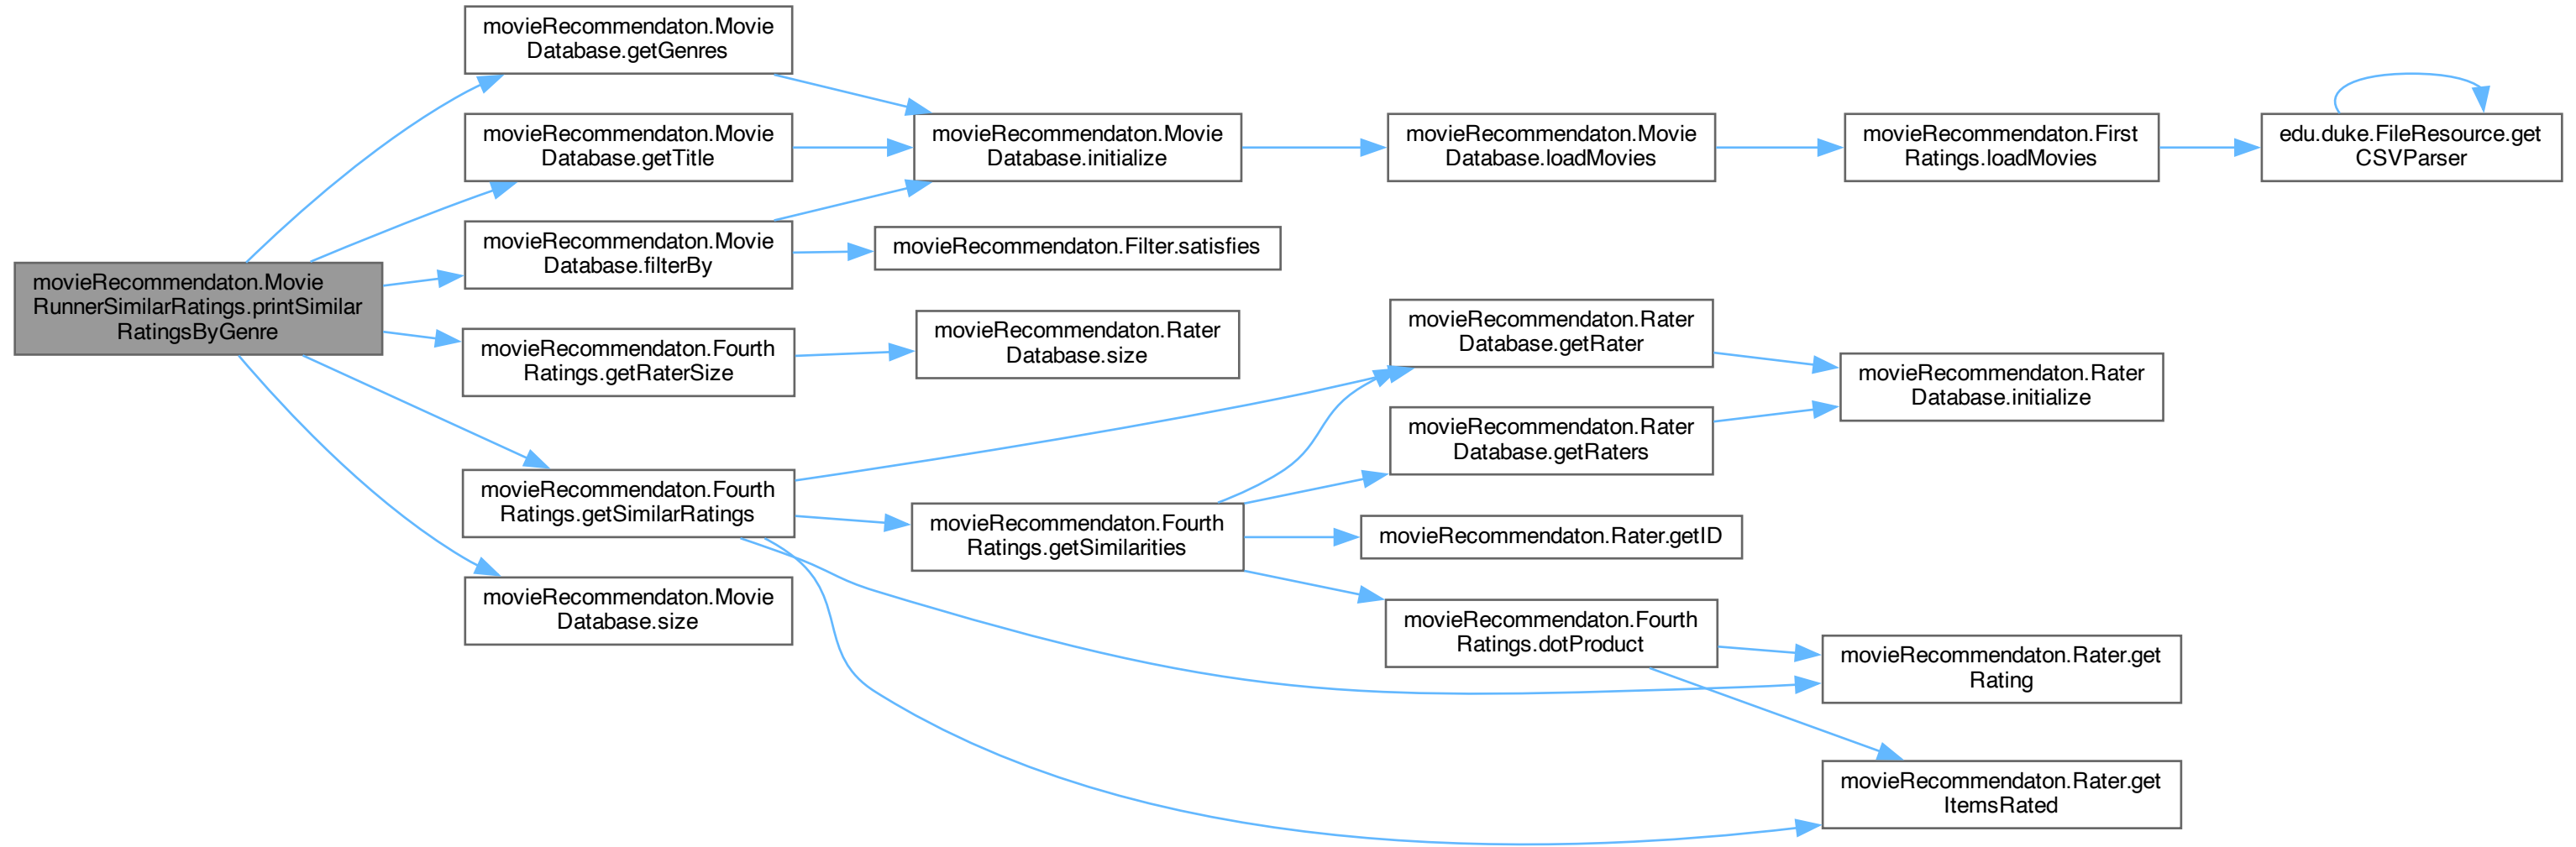 movieRecommendaton.Movie
RunnerSimilarRatings.printSimilar
RatingsByGenre
movieRecommendaton.Movie
Database.getGenres
movieRecommendaton.Movie
Database.getTitle
movieRecommendaton.Movie
Database.filterBy
movieRecommendaton.Fourth
Ratings.getRaterSize
movieRecommendaton.Fourth
Ratings.getSimilarRatings
movieRecommendaton.Movie
Database.size
movieRecommendaton.Movie
Database.initialize
movieRecommendaton.Filter.satisfies
movieRecommendaton.Rater
Database.size
movieRecommendaton.Fourth
Ratings.getSimilarities
movieRecommendaton.Movie
Database.loadMovies
movieRecommendaton.Rater
Database.getRater
movieRecommendaton.Rater
Database.getRaters
movieRecommendaton.Rater.getID
movieRecommendaton.Fourth
Ratings.dotProduct
movieRecommendaton.First
Ratings.loadMovies
movieRecommendaton.Rater
Database.initialize
movieRecommendaton.Rater.get
Rating
movieRecommendaton.Rater.get
ItemsRated
edu.duke.FileResource.get
CSVParser